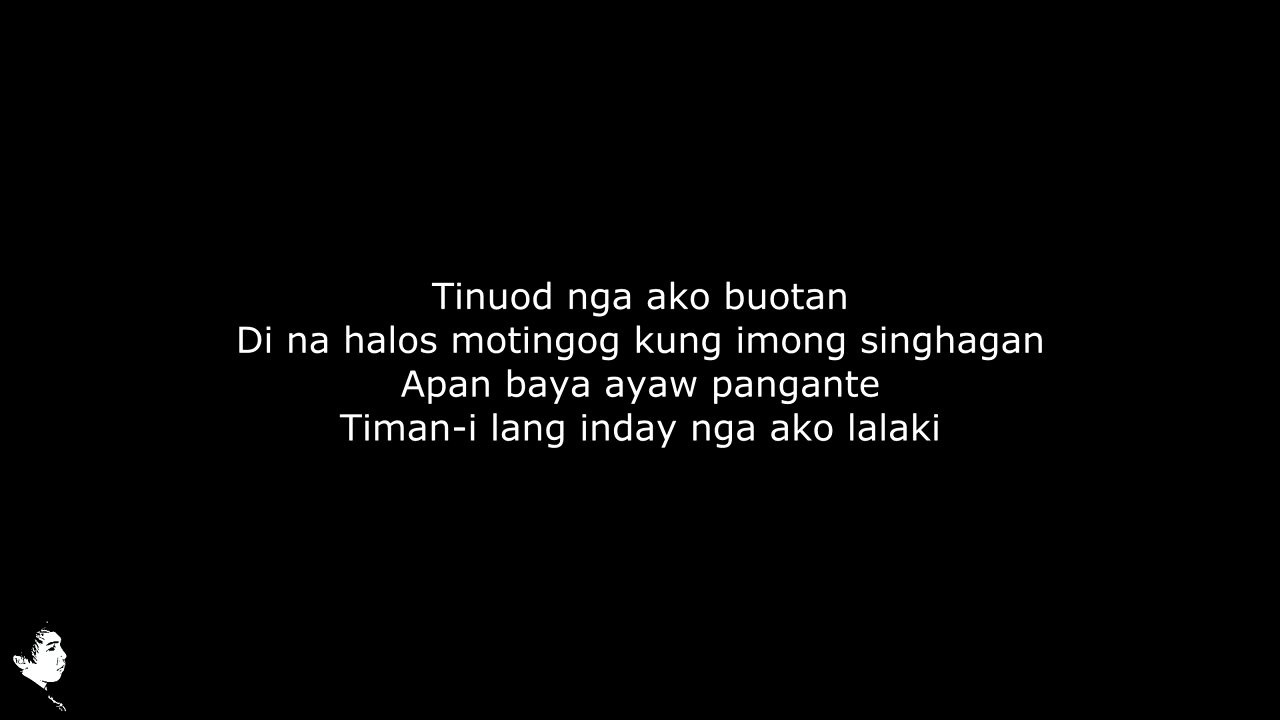 Tinuod nga ako buotan
Di na halos motingog kung imong singhagan
Apan baya ayaw pangante
Timan-i lang inday nga ako lalaki